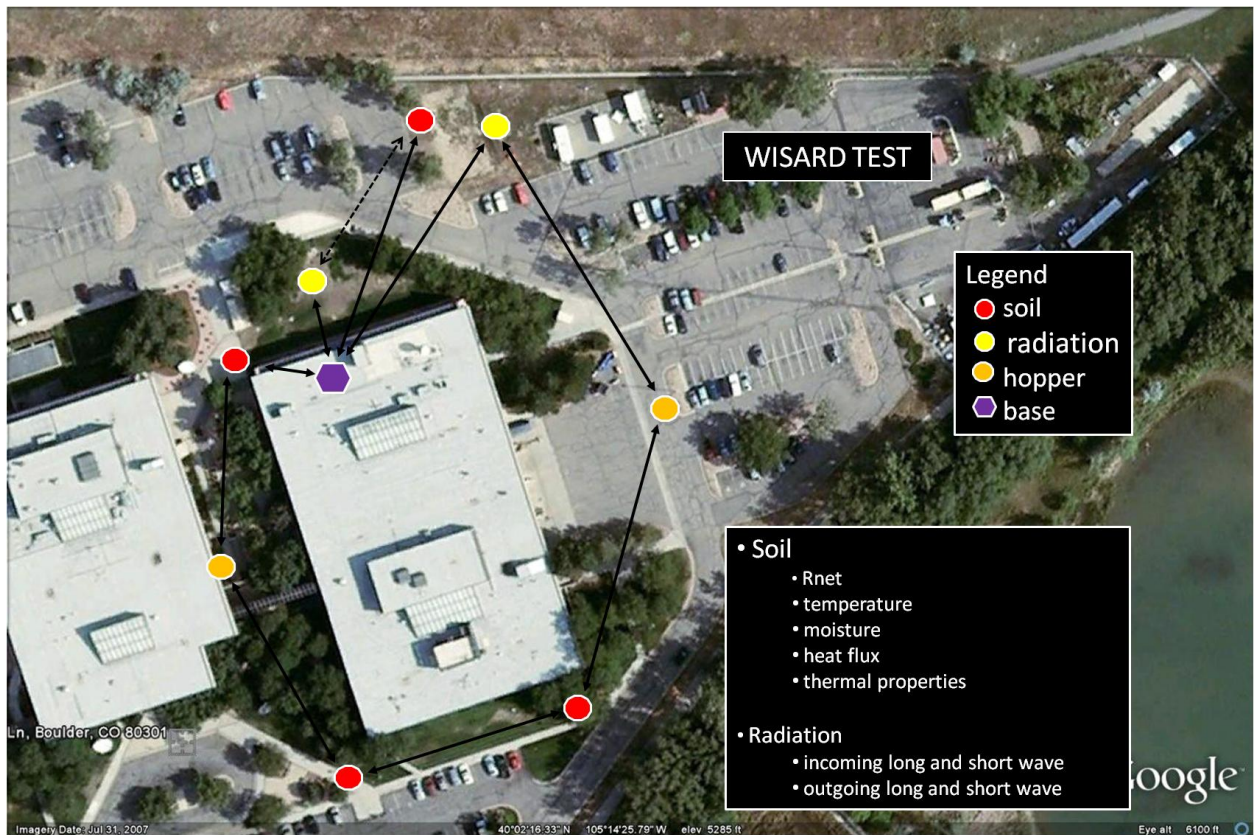 WISARD TEST
Legend
soil
radiation
hopper
base
• Soil
• Rnet
• temperature
• moisture
• heat flux
• thermal properties
• Radiation
• incoming long and short wave
• outgoing long and short wave
Ln, Boulder, CO 80301
Google
Imagery Date: Jul 31, 2007
40°02'16.33" N 105°14'25.79" W elev 5285 ft
Eye alt 6100 ft